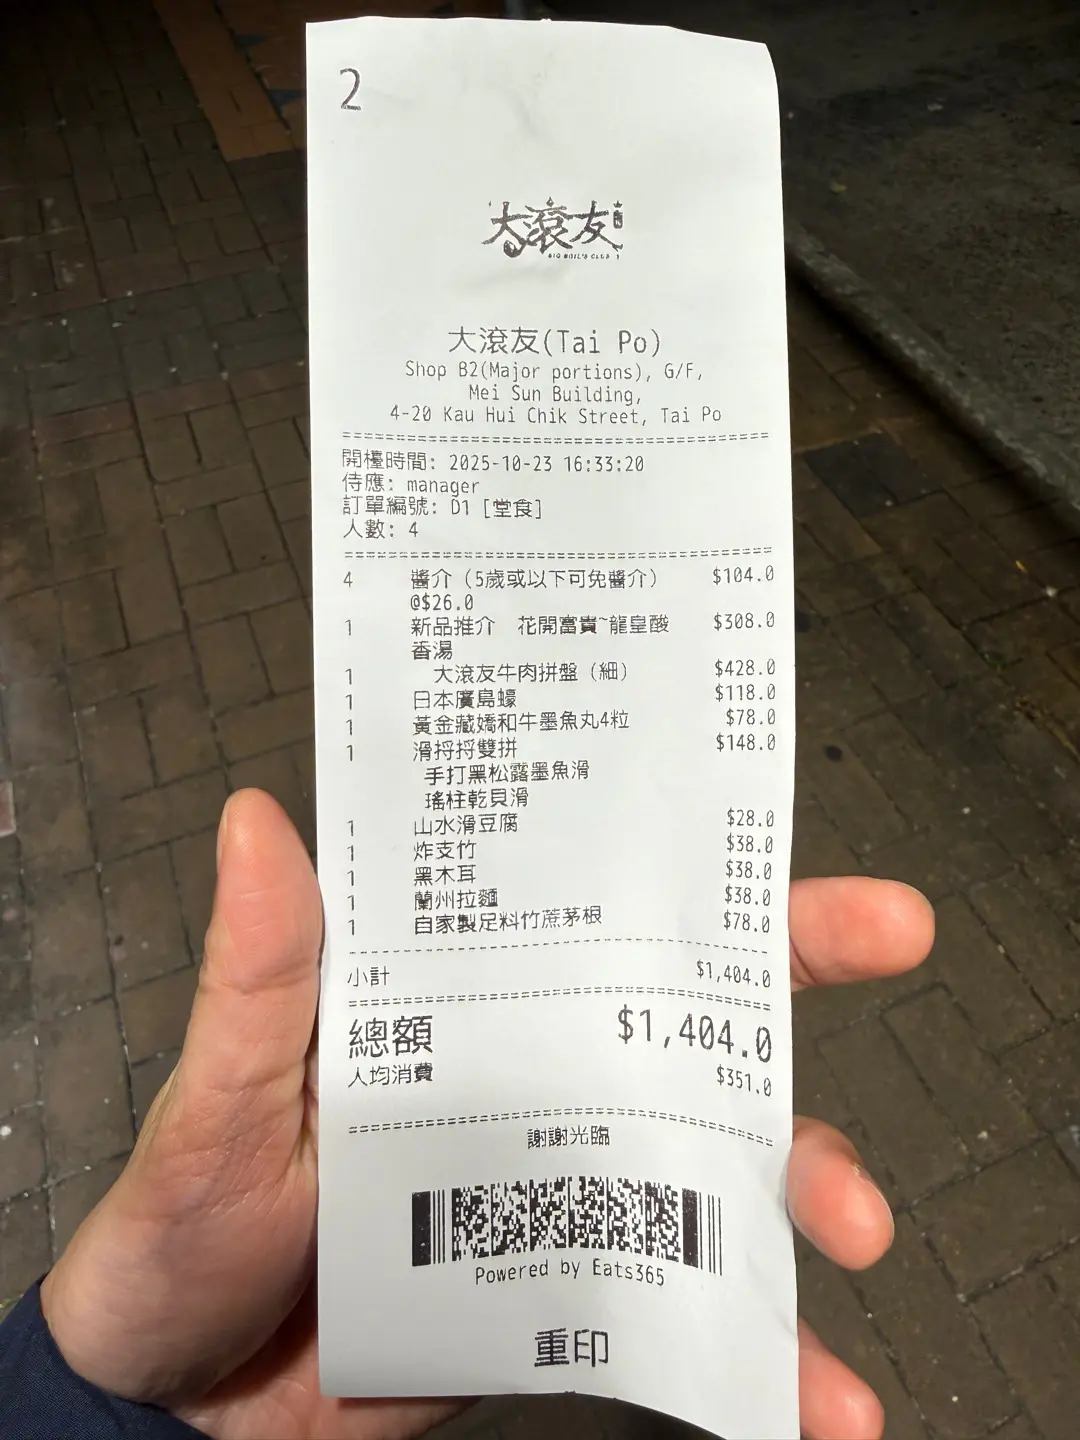 2
大滾友
BIG BOIL'S CLUB
大滾友(Tai Po)
Shop B2(Major portions), G/F,
Mei Sun Building,
4-20 Kau Hui Chik Street, Tai Po
開檯時間: 2025-10-23 16:33:20
侍應: manager
訂單編號: D1 [堂食]
人數: 4
4 醬介（5歲或以下可免醬介） $104.0
@$26.0
1 新品推介 花開富貴~龍皇酸 $308.0
香湯
1 大滾友牛肉拼盤（細） $428.0
1 日本廣島蠔 $118.0
1 黃金藏嬌和牛墨魚丸4粒 $78.0
1 滑捋捋雙拼 $148.0
手打黑松露墨魚滑
瑤柱乾貝滑
1 山水滑豆腐 $28.0
1 炸支竹 $38.0
1 黑木耳 $38.0
1 蘭州拉麵 $38.0
1 自家製足料竹蔗茅根 $78.0
小計 $1,404.0
總額 $1,404.0
人均消費 $351.0
謝謝光臨
Powered by Eats365
重印